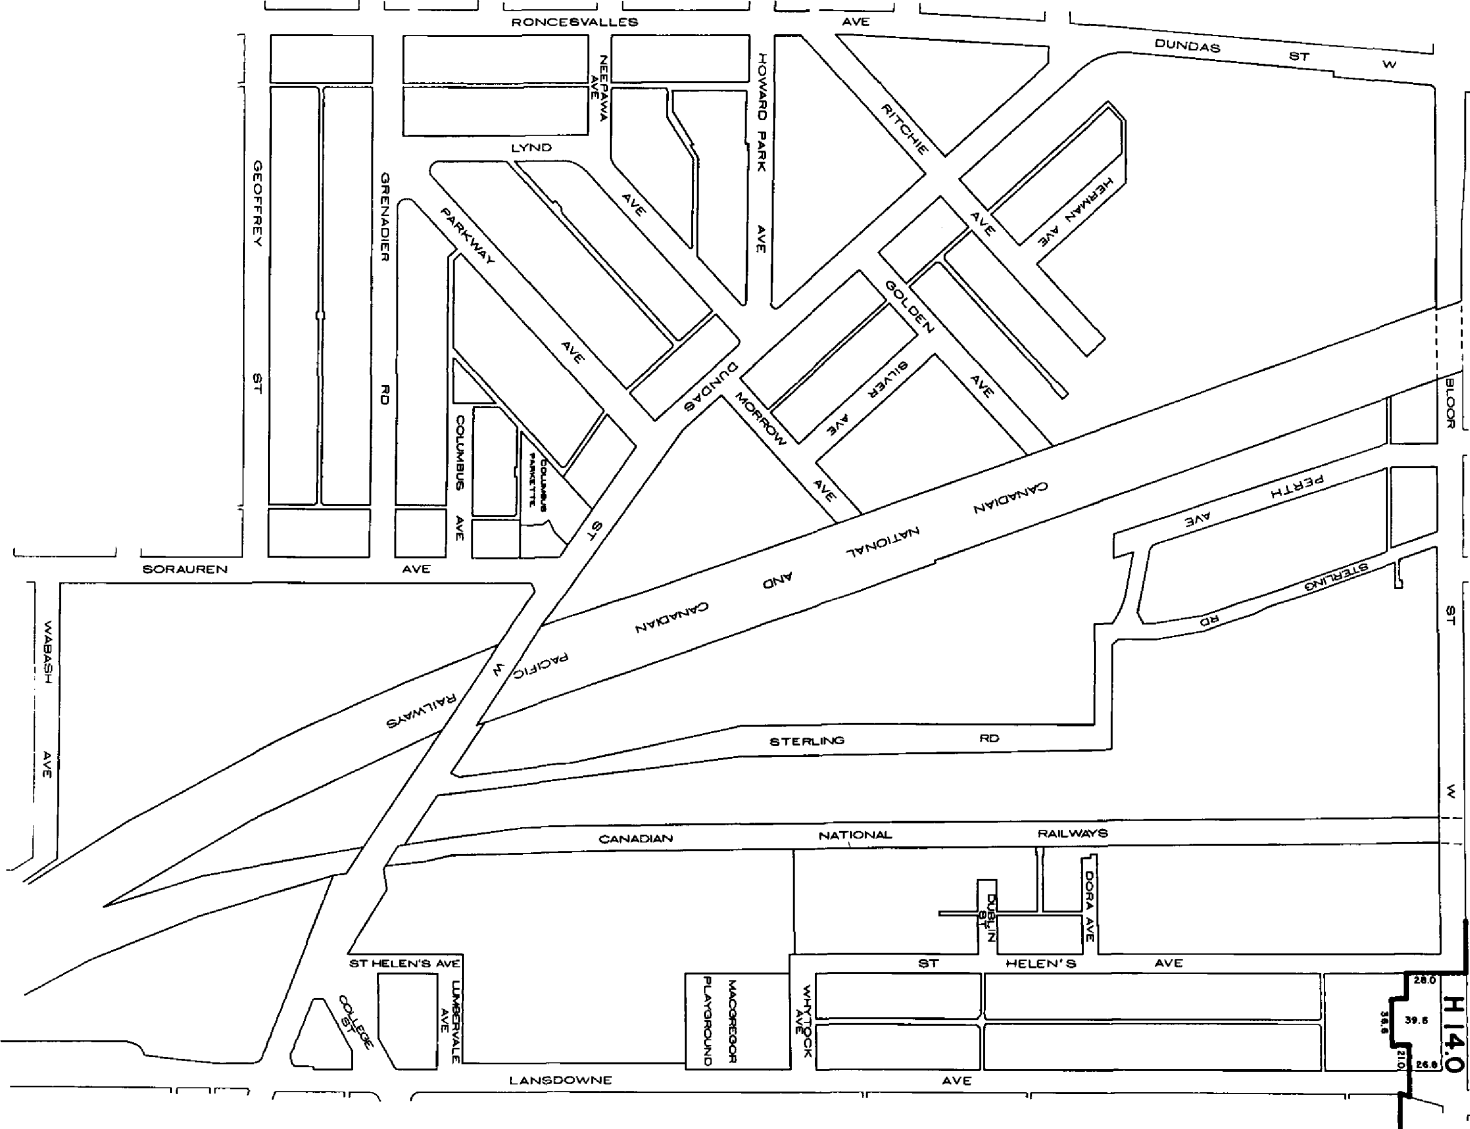 RONCESVALLES AVE
DUNDAS ST W
NEEPAWA AVE
HOWARD PARK AVE
RITCHIE AVE
LYND AVE
HERMAN AVE
GEOFFREY ST
GRENADIER RD
PARKWAY AVE
GOLDEN AVE
SILVER AVE
DUNDAS ST W
MORROW AVE
BLOOR ST W
COLUMBUS AVE
COLUMBUS PARKETTE
CANADIAN NATIONAL AND CANADIAN PACIFIC RAILWAYS
PERTH AVE
STERLING RD
SORAUREN AVE
WABASH AVE
STERLING RD
CANADIAN NATIONAL RAILWAYS
DUBLIN ST
DORA AVE
ST HELEN'S AVE
ST HELEN'S AVE
COLLEGE ST
LUMBERVALE AVE
MACGREGOR PLAYGROUND
WHYTOCK AVE
28.0
36.6
39.6
H 14.0
21.0
26.8
LANSDOWNE AVE